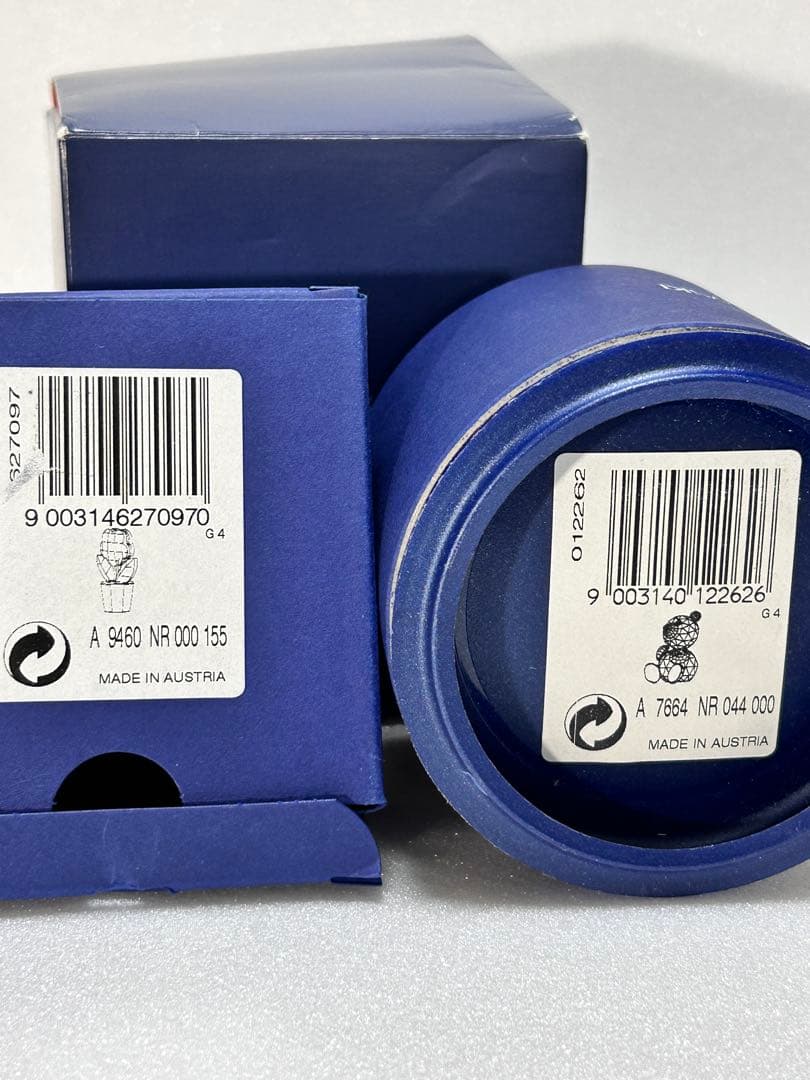 627097
9 003146 270970
G 4
A 9460 NR 000 155
MADE IN AUSTRIA
012262
9 003140 122626
G 4
A 7664 NR 044 000
MADE IN AUSTRIA